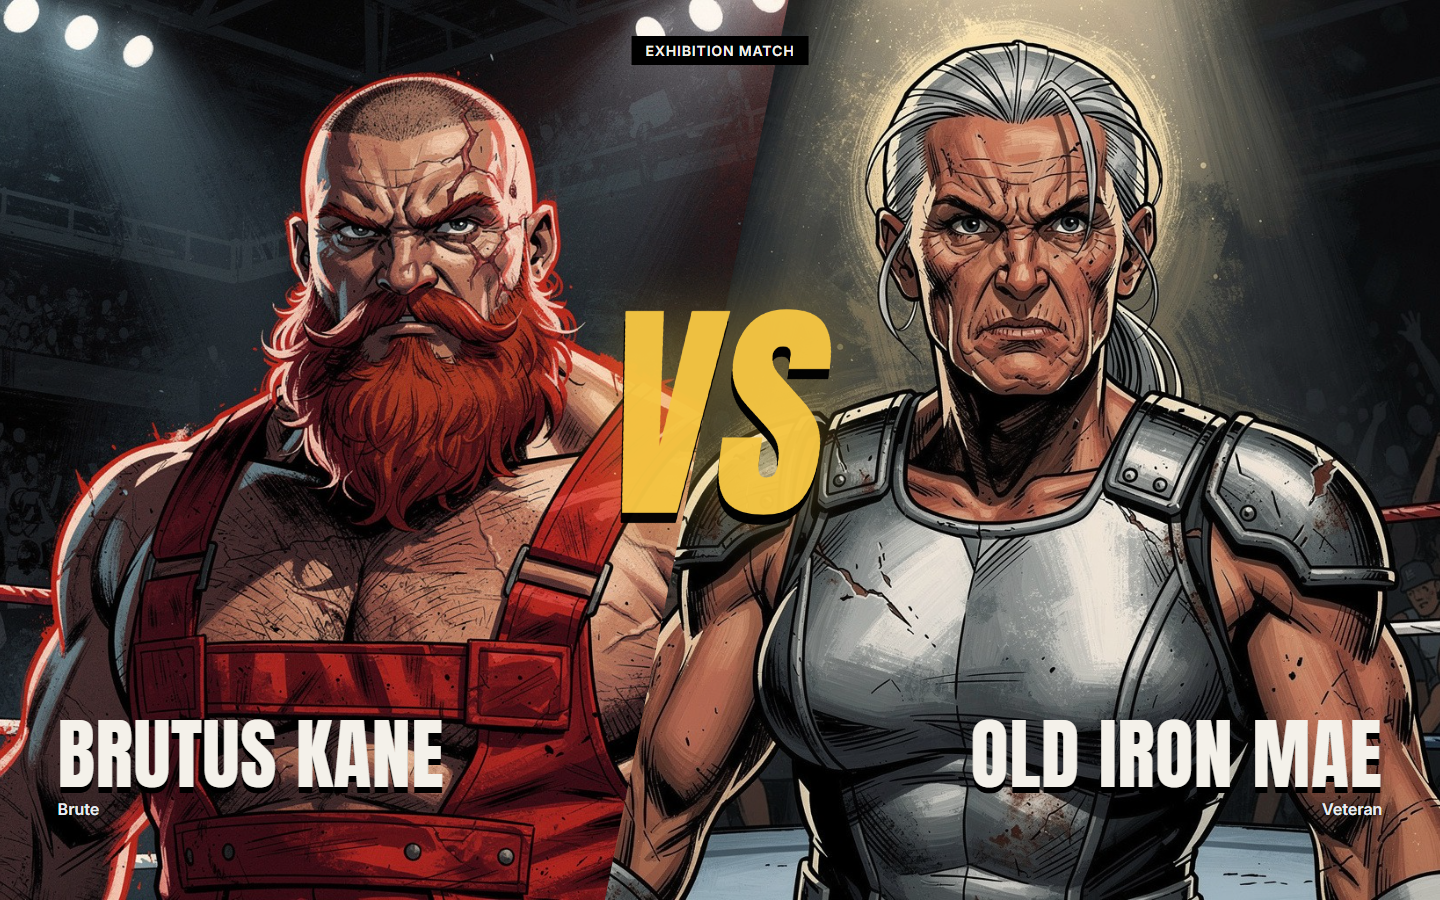 EXHIBITION MATCH
VS
BRUTUS KANE
Brute
OLD IRON MAE
Veteran